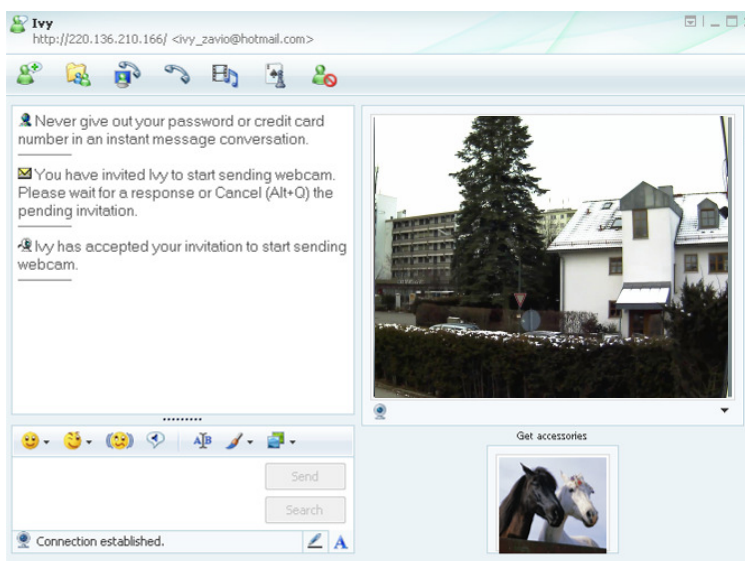 Ivy
http://220.136.210.166/ <ivy_zavio@hotmail.com>
Never give out your password or credit card
number in an instant message conversation.
You have invited Ivy to start sending webcam.
Please wait for a response or Cancel (Alt+Q) the
pending invitation.
Ivy has accepted your invitation to start sending
webcam.
Get accessories
Send
Search
Connection established.